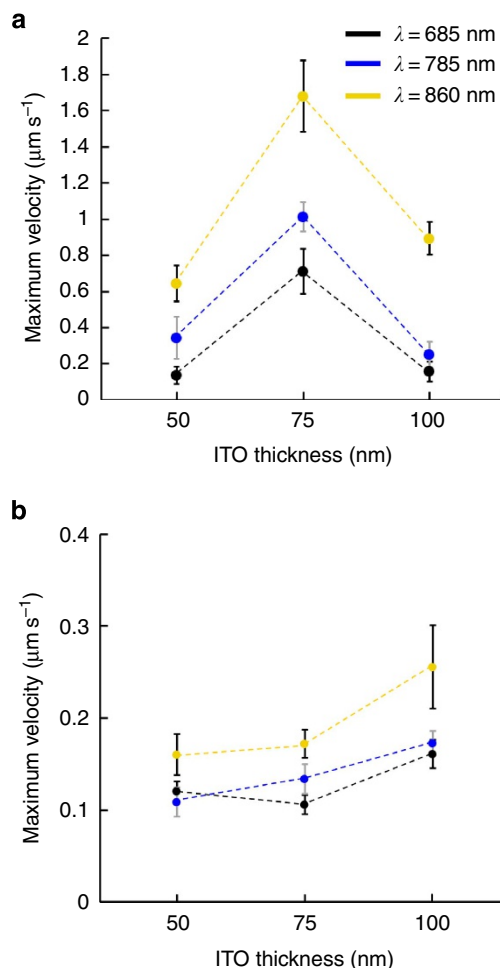 a
λ = 685 nm
λ = 785 nm
λ = 860 nm
Maximum velocity (μm s⁻¹)
2
1.8
1.6
1.4
1.2
1
0.8
0.6
0.4
0.2
0
50 75 100
ITO thickness (nm)
b
Maximum velocity (μm s⁻¹)
0.4
0.3
0.2
0.1
0
50 75 100
ITO thickness (nm)